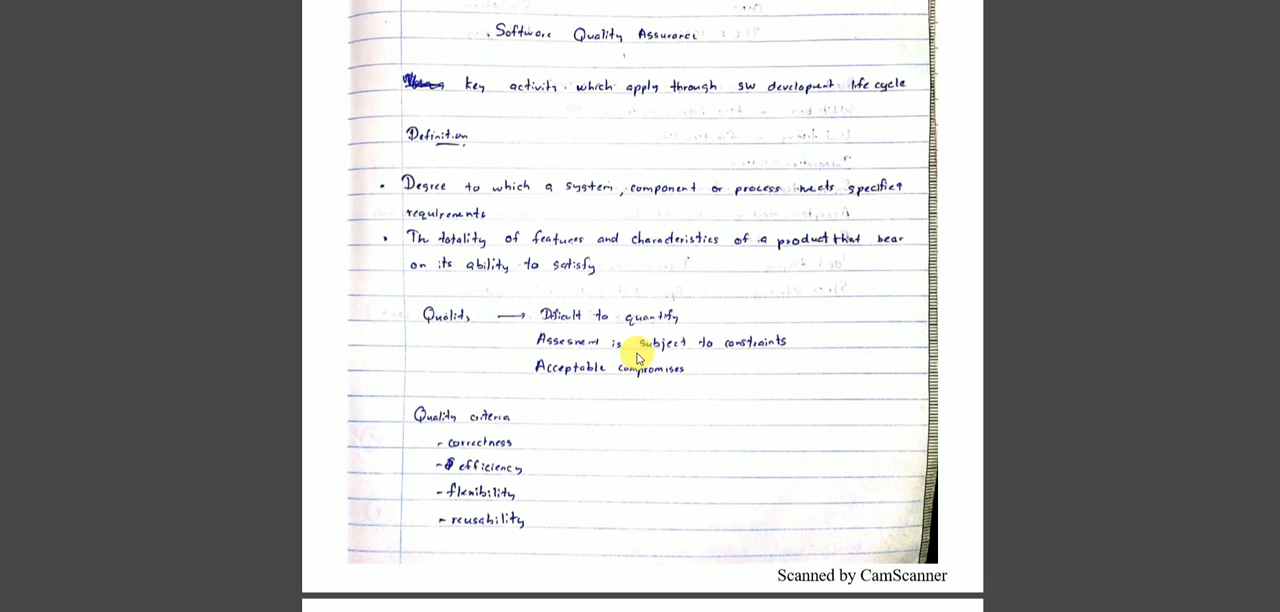 . Software Quality Assurance
key activity which apply through sw development life cycle
Definition
• Degree to which a system, component or process meets specified
requirements
• Th totality of features and characteristics of a product that bear
on its ability to satisfy
Quality → Dificult to quantify
Assesment is subject to constraints
Acceptable compromises
Quality criteria
- correctness
- efficiency
- flexibility
- reusability
Scanned by CamScanner